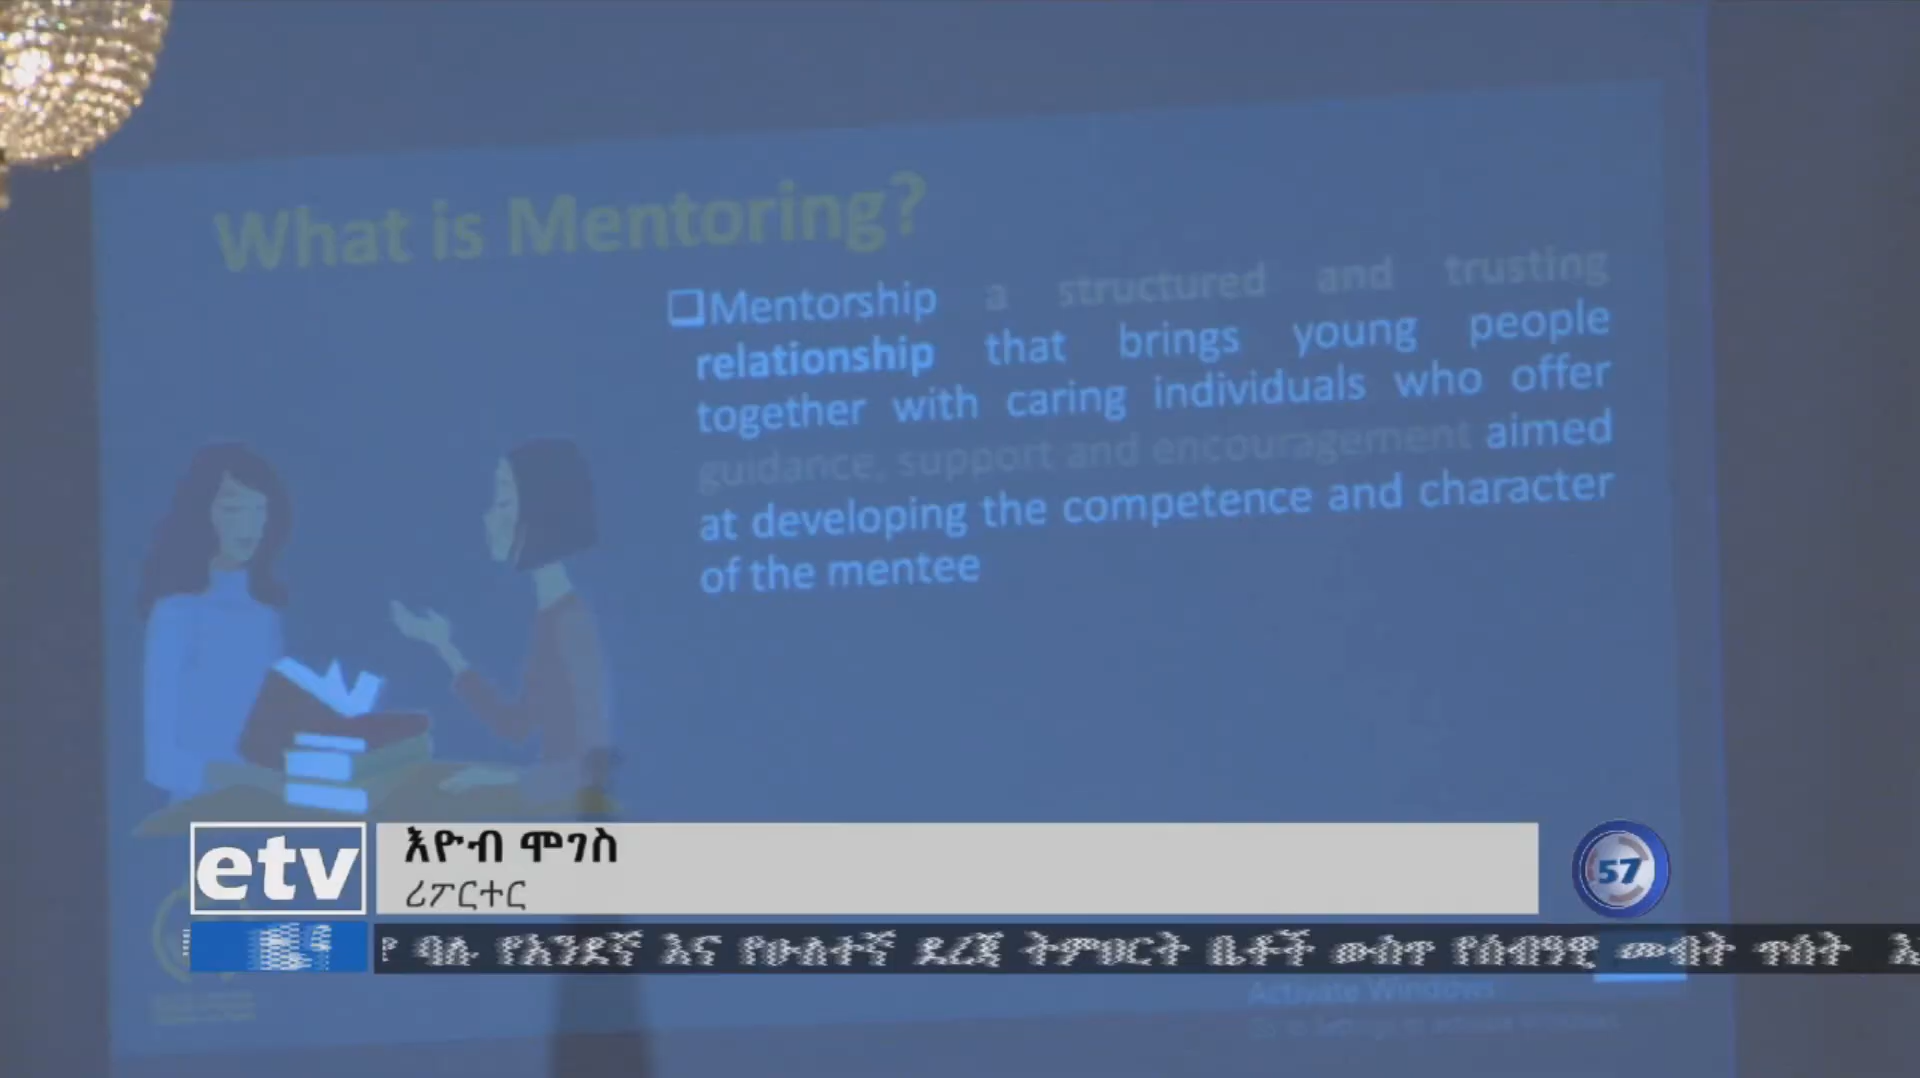 What is Mentoring?
❑Mentorship a structured and trusting
relationship that brings young people
together with caring individuals who offer
guidance, support and encouragement aimed
at developing the competence and character
of the mentee
etv
እዮብ ሞገስ
ሪፖርተር
57
ባሉ የአንደኛ እና የሁለተኛ ደረጃ ትምህርት ቤቶች ውስጥ የሰብዓዊ መብት ጥሰት
Activate Windows